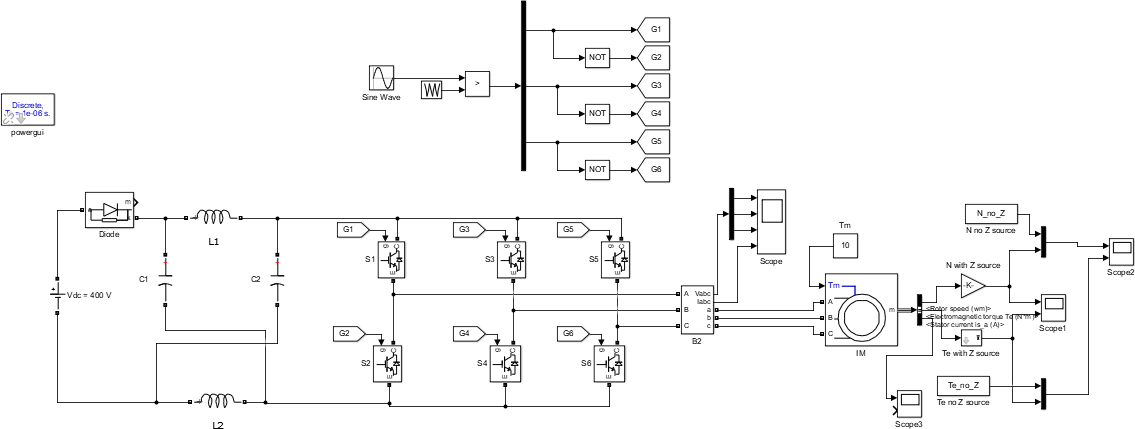 G1
NOT
G2
Sine Wave
>
G3
NOT
G4
G5
NOT
G6
Discrete,
powergui
m
a
k
Diode
L1
C1
C2
+
Vdc = 400 V
L2
G1
g
C
E
S1
G3
g
C
E
S3
G5
g
C
E
S5
G2
g
C
E
S2
G4
g
C
E
S4
G6
g
C
E
S6
A
B
C
Vabc
Iabc
a
b
c
B2
Scope
Tm
10
Tm
A
B
C
m
IM
N_no_Z
N no Z source
N with Z source
-K-
<Rotor speed (wm)>
<Electromagnetic torque Te (N*m)>
<Stator current is_a (A)>
Te with Z source
Te_no_Z
Te no Z source
Scope2
Scope1
Scope3